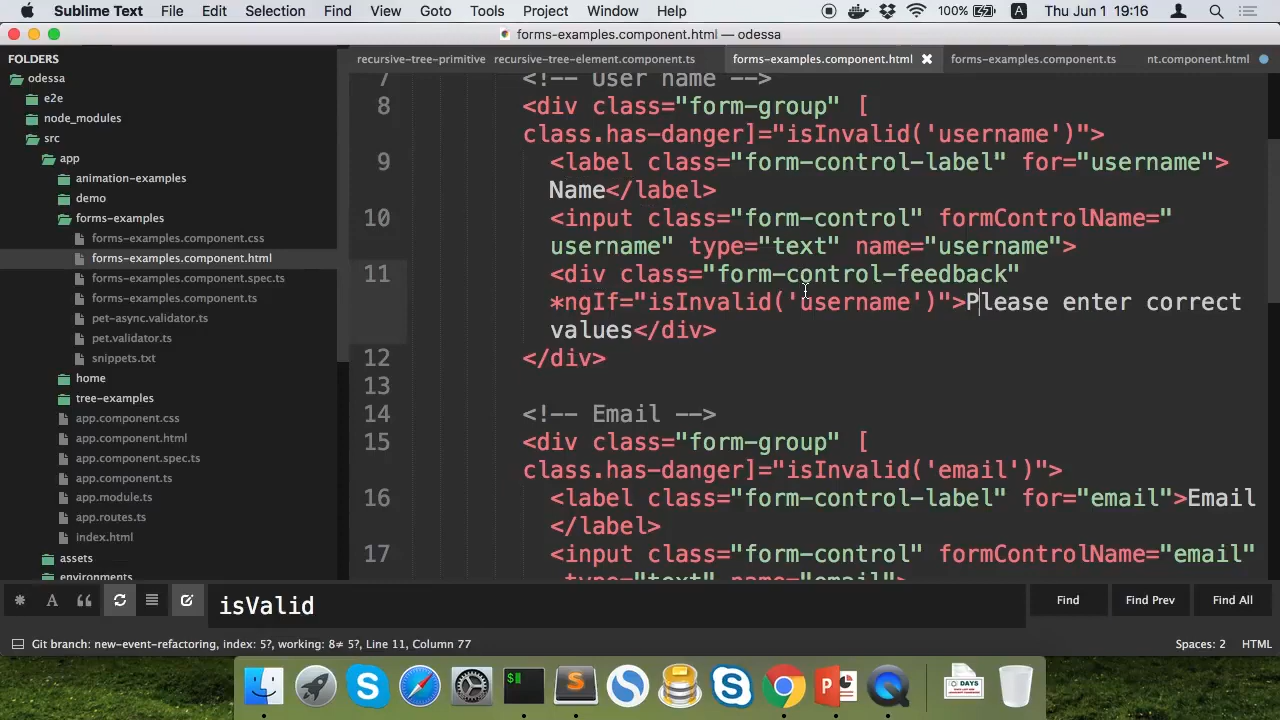 Sublime Text File Edit Selection Find View Goto Tools Project Window Help 100% A Thu Jun 1 19:16
forms-examples.component.html — odessa
FOLDERS
odessa
e2e
node_modules
src
app
animation-examples
demo
forms-examples
forms-examples.component.css
forms-examples.component.html
forms-examples.component.spec.ts
forms-examples.component.ts
pet-async.validator.ts
pet.validator.ts
snippets.txt
home
tree-examples
app.component.css
app.component.html
app.component.spec.ts
app.component.ts
app.module.ts
app.routes.ts
index.html
assets
environments
recursive-tree-primitive recursive-tree-element.component.ts forms-examples.component.html forms-examples.component.ts nt.component.html
7 <!-- User name -->
8 <div class="form-group" [
class.has-danger]="isInvalid('username')">
9 <label class="form-control-label" for="username">
Name</label>
10 <input class="form-control" formControlName="
username" type="text" name="username">
11 <div class="form-control-feedback"
*ngIf="isInvalid('username')">Please enter correct
values</div>
12 </div>
13
14 <!-- Email -->
15 <div class="form-group" [
class.has-danger]="isInvalid('email')">
16 <label class="form-control-label" for="email">Email
</label>
17 <input class="form-control" formControlName="email"
type="text" name="email">
isValid
Find Find Prev Find All
Git branch: new-event-refactoring, index: 5?, working: 8≠ 5?, Line 11, Column 77 Spaces: 2 HTML